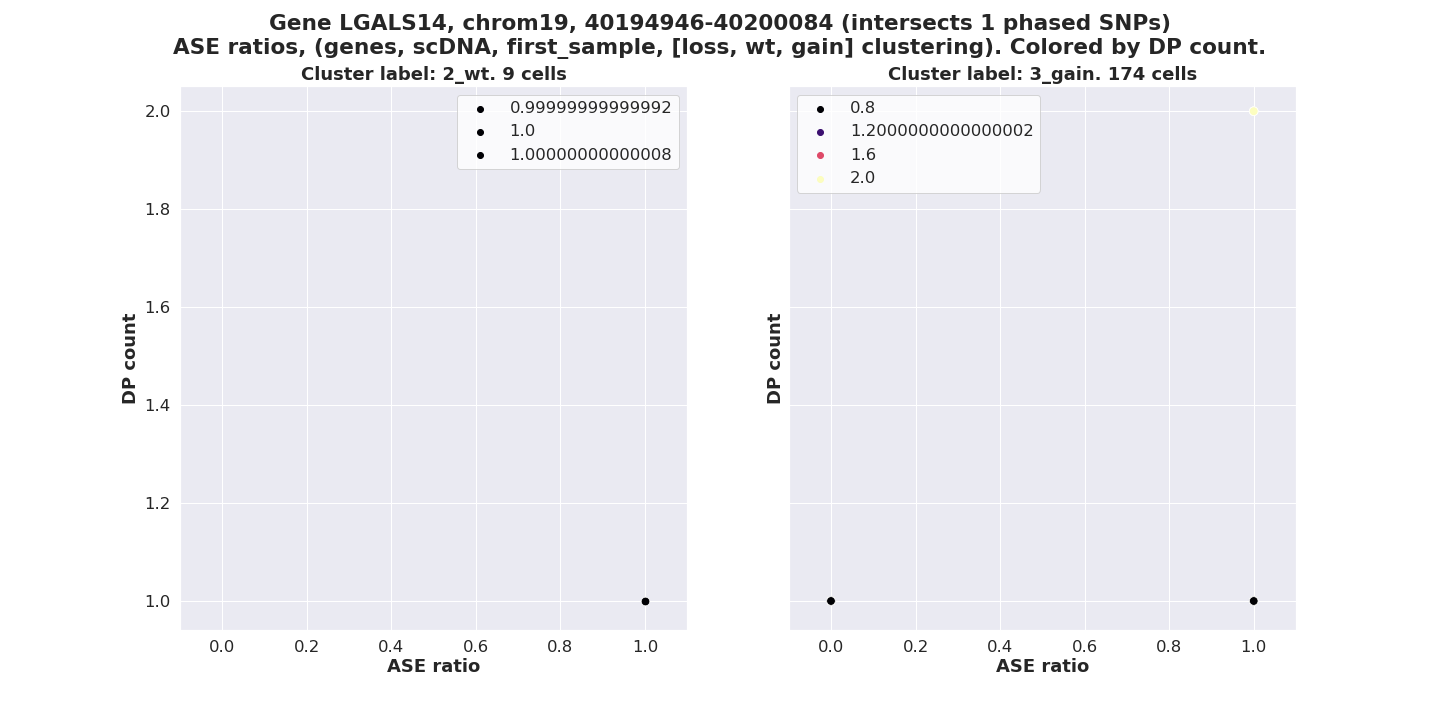 Gene LGALS14, chrom19, 40194946-40200084 (intersects 1 phased SNPs)
ASE ratios, (genes, scDNA, first_sample, [loss, wt, gain] clustering). Colored by DP count.
Cluster label: 2_wt. 9 cells
0.99999999999992
1.0
1.00000000000008
2.0
1.8
1.6
1.4
1.2
1.0
DP count
0.0 0.2 0.4 0.6 0.8 1.0
ASE ratio
Cluster label: 3_gain. 174 cells
0.8
1.2000000000000002
1.6
2.0
DP count
0.0 0.2 0.4 0.6 0.8 1.0
ASE ratio